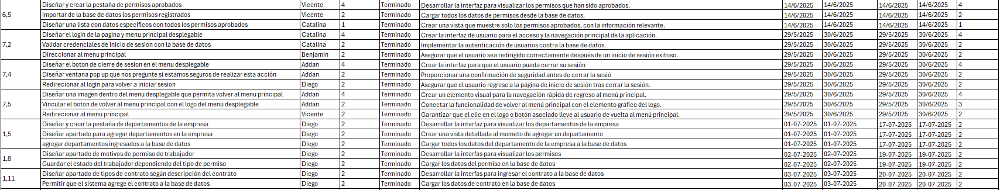 Diseñar y crear la pestaña de permisos aprobados Vicente 4 Terminado Desarrollar la interfaz para visualizar los permisos que han sido aprobados. 14/6/2025 14/6/2025 14/6/2025 14/6/2025 4
6,5 Importar de la base de datos los permisos registrados Vicente 2 Terminado Cargar todos los datos de permisos desde la base de datos. 14/6/2025 14/6/2025 14/6/2025 14/6/2025 2
Diseñar una lista con datos especificos con todos los permisos aprobados Catalina 1 Terminado Crear una vista que muestre solo los permisos aprobados, con la información relevante. 14/6/2025 14/6/2025 14/6/2025 14/6/2025 1
Diseñar el login de la pagina y menu principal desplegable Catalina 4 Terminado Crear la interfaz de usuario para el acceso y la navegación principal de la aplicación. 29/5/2025 30/6/2025 29/5/2025 30/6/2025 4
7,2 Validar credenciales de inicio de sesion con la base de datos Catalina 2 Terminado Implementar la autenticación de usuarios contra la base de datos. 29/5/2025 30/6/2025 29/5/2025 30/6/2025 2
Direccionar al menu principal Benjamin 2 Terminado Asegurar que el usuario sea redirigido correctamente después de un inicio de sesión exitoso. 29/5/2025 30/6/2025 29/5/2025 30/6/2025 2
Diseñar el boton de cierre de sesion en el menu desplegable Addan 4 Terminado Crear la interfaz para que el usuario pueda cerrar su sesión 29/5/2025 30/6/2025 29/5/2025 30/6/2025 4
7,4 Diseñar ventana pop up que nos pregunte si estamos seguros de realizar esta acción Addan 2 Terminado Proporcionar una confirmación de seguridad antes de cerrar la sesió 29/5/2025 30/6/2025 29/5/2025 30/6/2025 2
Redirecionar al login para volver a iniciar sesion Diego 2 Terminado Asegurar que el usuario regrese a la página de inicio de sesión tras cerrar la sesión. 29/5/2025 30/6/2025 29/5/2025 30/6/2025 2
Diseñar una imagen dentro del menu desplegable que permita volver al menu principal Addan 4 Terminado Crear un elemento visual para la navegación rápida de regreso al menú principal. 29/5/2025 30/6/2025 29/5/2025 30/6/2025 4
7,5 Vincular el boton de volver al menu principal con el logo del menu desplegable Addan 2 Terminado Conectar la funcionalidad de volver al menú principal con el elemento gráfico del logo. 29/5/2025 30/6/2025 29/5/2025 30/6/2025 3
Redirecionar al menu principal Vicente 2 Terminado Garantizar que el clic en el logo o botón asociado lleve al usuario de vuelta al menú principal. 29/5/2025 30/6/2025 29/5/2025 30/6/2025 2
Diseñar y crear la pestaña de departamentos de la empresa Diego 2 Terminado Desarrollar la interfaz para visualizar los departamentos de la empresa 01-07-2025 01-07-2025 17-07-2025 17-07-2025 2
1,5 Diseñar apartado para agregar departamentos en la empresa Diego 2 Terminado Crear una vista detallada al mometo de agregar un departamento 01-07-2025 01-07-2025 17-07-2025 17-07-2025 2
agregar departamentos ingresados a la base de datos Diego 2 Terminado Cargar todos los datos del departamento de la empresa a la base de datos 01-07-2025 01-07-2025 17-07-2025 17-07-2025 2
1,8 Diseñar apartado de motivos de permiso de trabajador Diego 2 Terminado Desarrollar la interfas para visualizar los permisos 02-07-2025 02-07-2025 19-07-2025 19-07-2025 2
Guardar el estado del trabajador dependiendo del tipo de permiso Diego 2 Terminado Cargar los datos del permiso en la base de datos 02-07-2025 02-07-2025 19-07-2025 19-07-2025 2
1,11 Diseñar apartado de tipos de contrato según descripción del contrato Diego 2 Terminado Desarrollar la interfas para ingresar el contrato a la base de datos 03-07-2025 03-07-2025 20-07-2025 20-07-2025 2
Permitir que el sistema agrege el contrato a la base de datos Diego 2 Terminado Cargar los datos de contrato en la base de datos 03-07-2025 03-07-2025 20-07-2025 20-07-2025 2